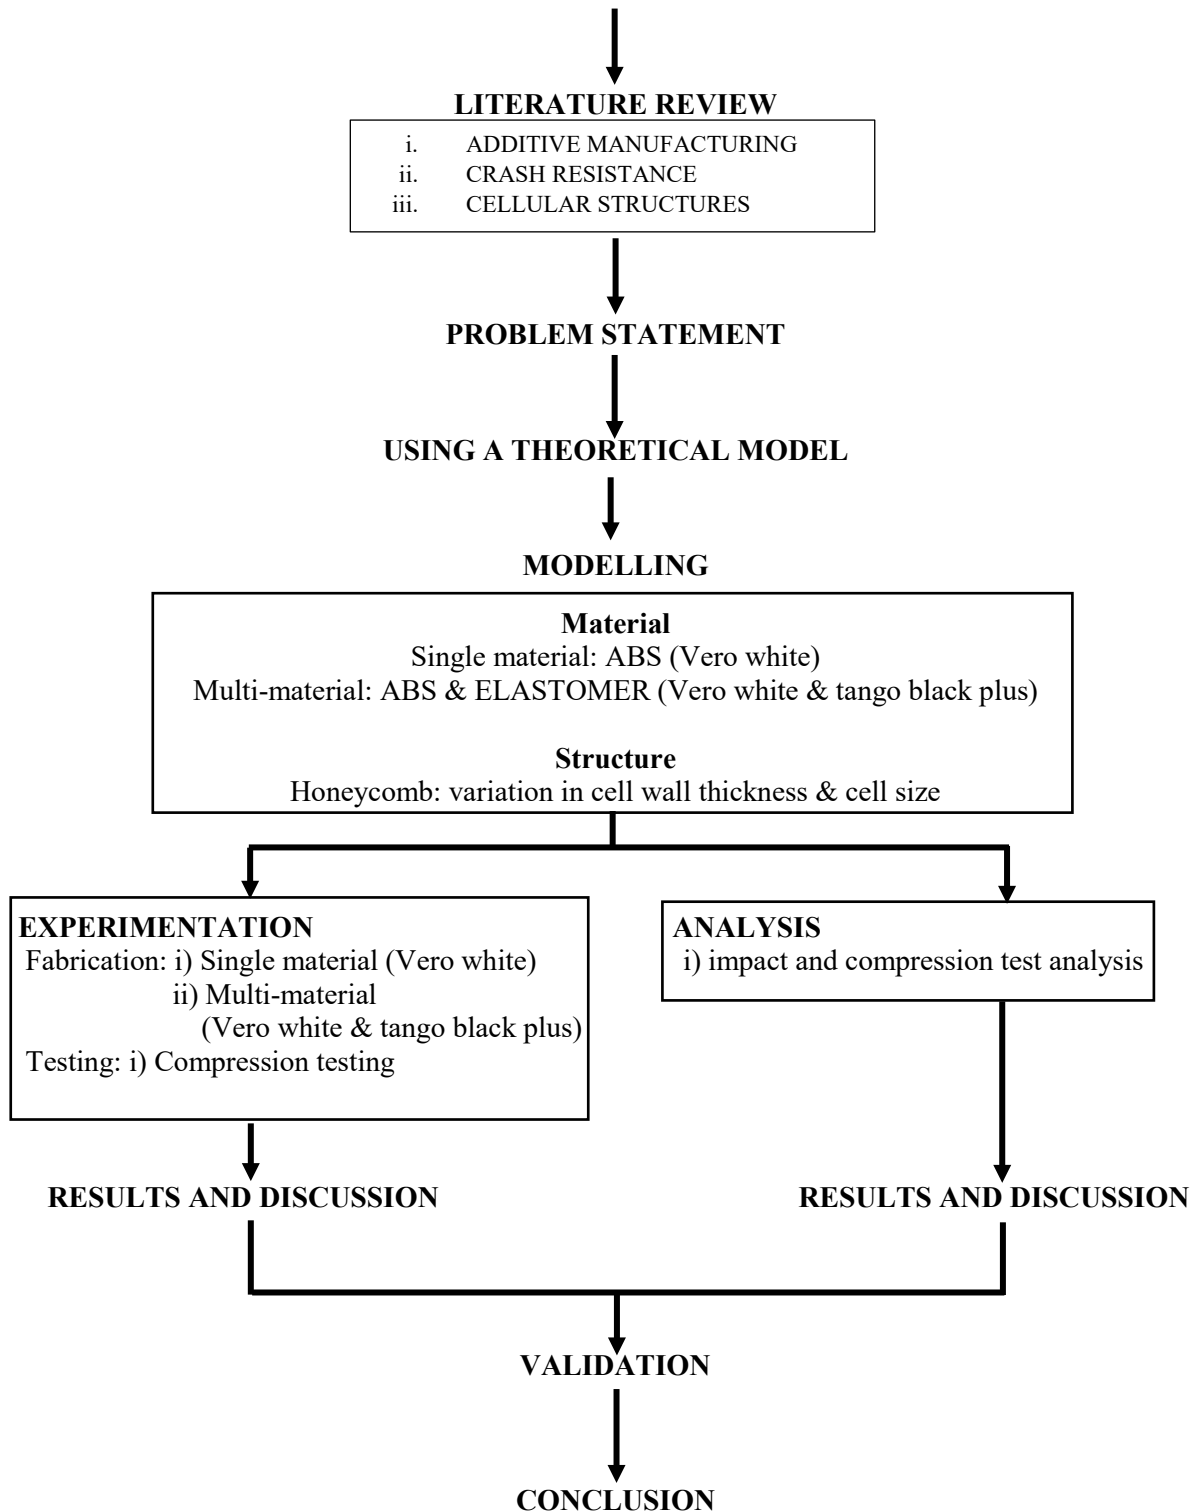 LITERATURE REVIEW
i. ADDITIVE MANUFACTURING
ii. CRASH RESISTANCE
iii. CELLULAR STRUCTURES
PROBLEM STATEMENT
USING A THEORETICAL MODEL
MODELLING
Material
Single material: ABS (Vero white)
Multi-material: ABS & ELASTOMER (Vero white & tango black plus)
Structure
Honeycomb: variation in cell wall thickness & cell size
EXPERIMENTATION
Fabrication: i) Single material (Vero white)
ii) Multi-material
(Vero white & tango black plus)
Testing: i) Compression testing
ANALYSIS
i) impact and compression test analysis
RESULTS AND DISCUSSION
RESULTS AND DISCUSSION
VALIDATION
CONCLUSION